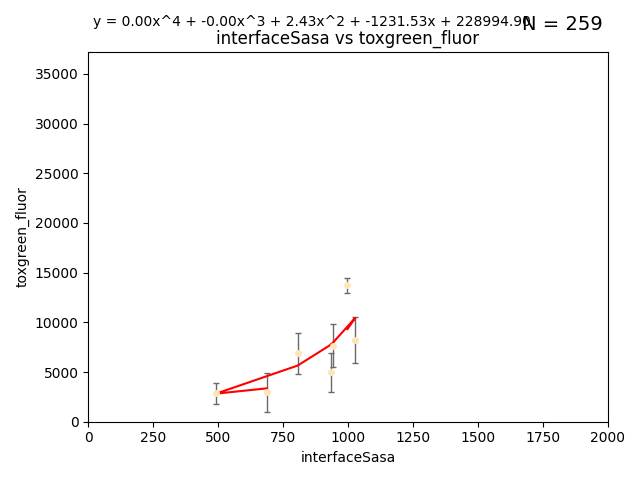 y = 0.00x^4 + -0.00x^3 + 2.43x^2 + -1231.53x + 228994.90
N = 259
interfaceSasa vs toxgreen_fluor
35000
30000
25000
20000
15000
10000
5000
0
toxgreen_fluor
0 250 500 750 1000 1250 1500 1750 2000
interfaceSasa